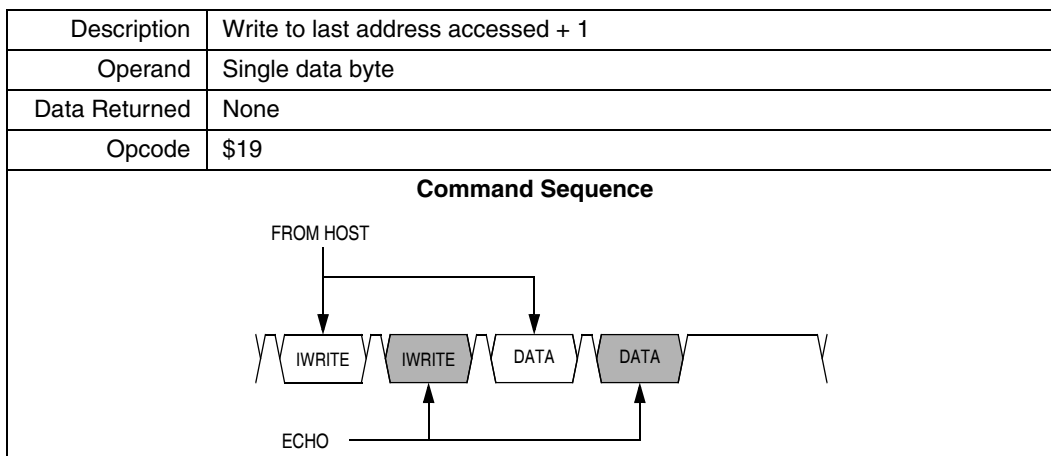 Description Write to last address accessed + 1
Operand Single data byte
Data Returned None
Opcode $19
Command Sequence
FROM HOST
IWRITE IWRITE DATA DATA
ECHO